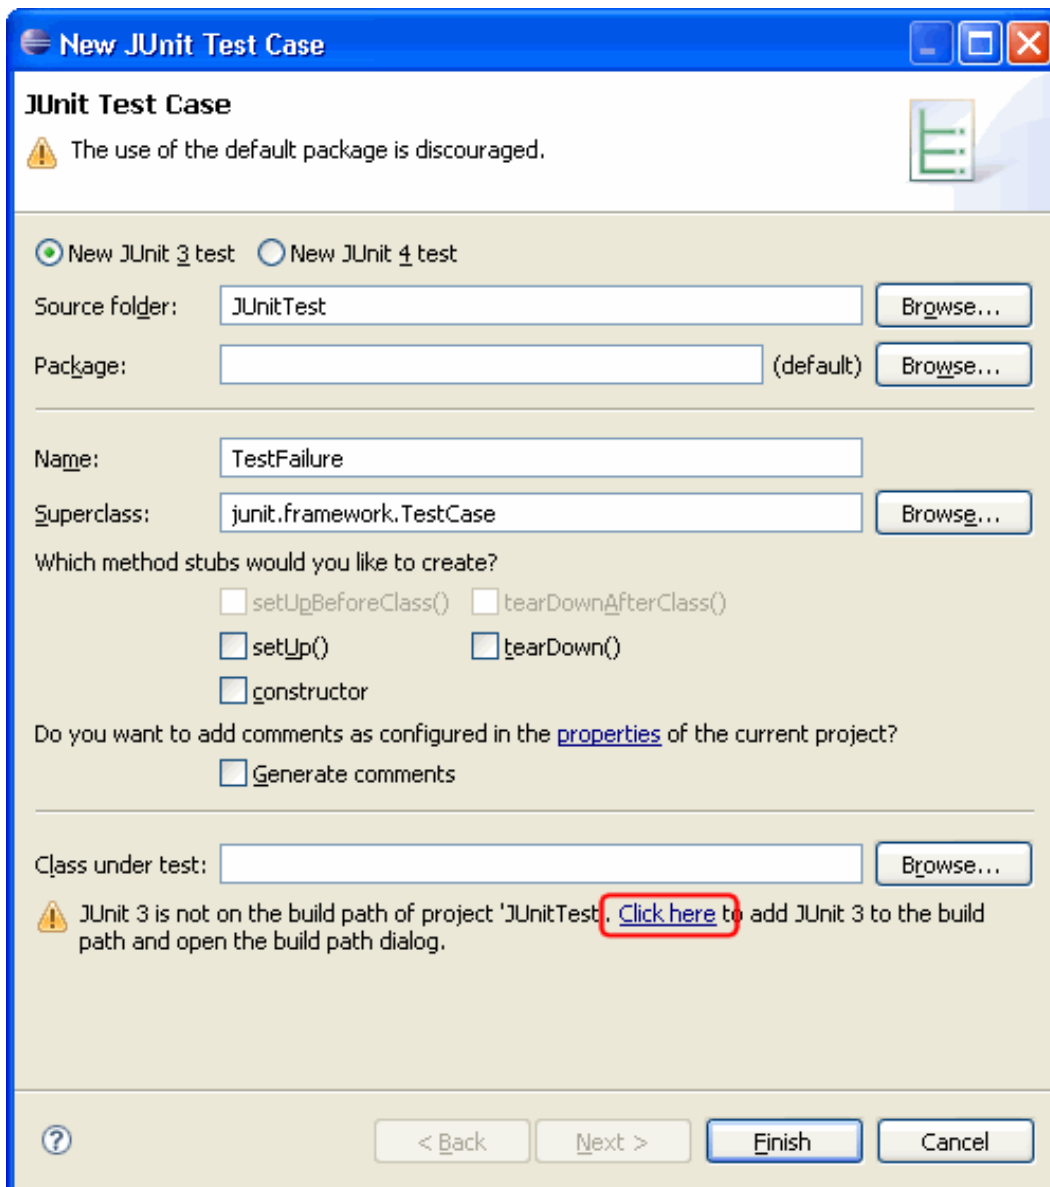 New JUnit Test Case
JUnit Test Case
The use of the default package is discouraged.
New JUnit 3 test New JUnit 4 test
Source folder: JUnitTest Browse...
Package: (default) Browse...
Name: TestFailure
Superclass: junit.framework.TestCase Browse...
Which method stubs would you like to create?
setUpBeforeClass() tearDownAfterClass()
setUp() tearDown()
constructor
Do you want to add comments as configured in the properties of the current project?
Generate comments
Class under test: Browse...
JUnit 3 is not on the build path of project 'JUnitTest'. Click here to add JUnit 3 to the build
path and open the build path dialog.
? < Back Next > Finish Cancel